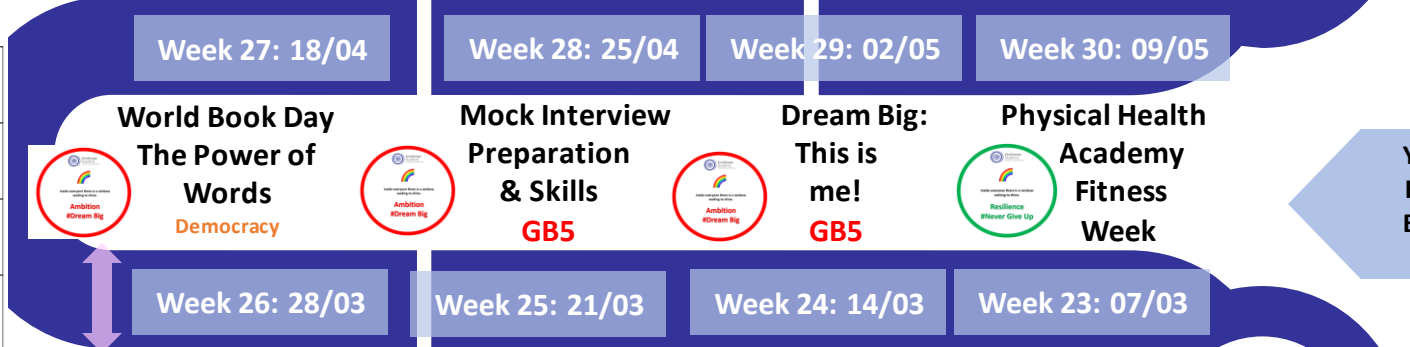 Week 27: 18/04
Week 28: 25/04
Week 29: 02/05
Week 30: 09/05
World Book Day
The Power of
Words
Democracy
Ambition
#Dream Big
Mock Interview
Preparation
& Skills
GB5
Ambition
#Dream Big
Dream Big:
This is
me!
GB5
Ambition
#Dream Big
Physical Health
Academy
Fitness
Week
Resilience
#Never Give Up
Week 26: 28/03
Week 25: 21/03
Week 24: 14/03
Week 23: 07/03